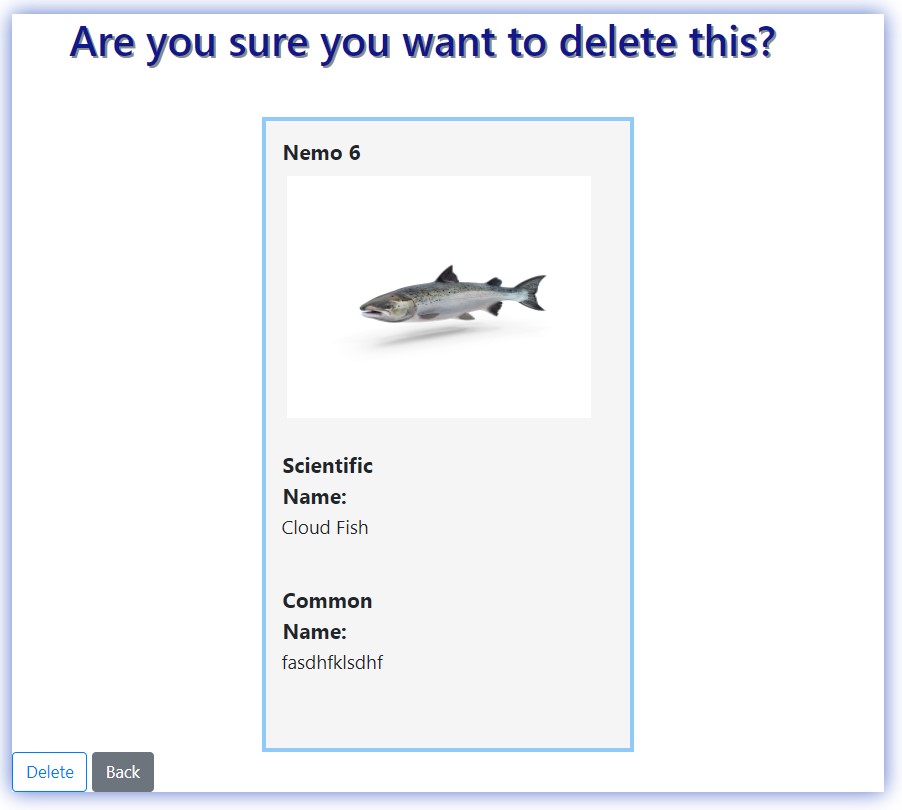 Are you sure you want to delete this?
Nemo 6
Scientific
Name:
Cloud Fish
Common
Name:
fasdhfklsdhf
Delete Back